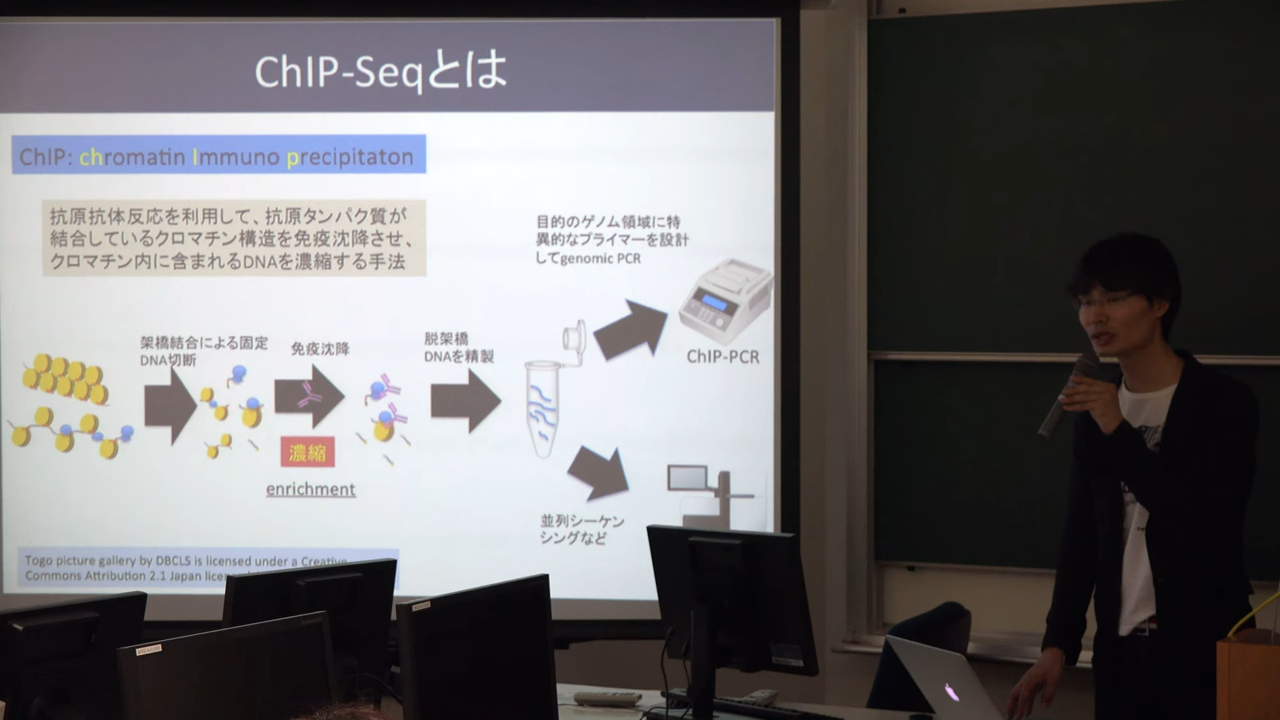 ChIP-Seqとは
ChIP: chromatin Immuno precipitaton
抗原抗体反応を利用して、抗原タンパク質が
結合しているクロマチン構造を免疫沈降させ、
クロマチン内に含まれるDNAを濃縮する手法
目的のゲノム領域に特
異的なプライマーを設計
してgenomic PCR
ChIP-PCR
架橋結合による固定
DNA切断
免疫沈降
脱架橋
DNAを精製
濃縮
enrichment
並列シーケン
シングなど
Togo picture gallery by DBCLS is licensed under a Creative
Commons Attribution 2.1 Japan